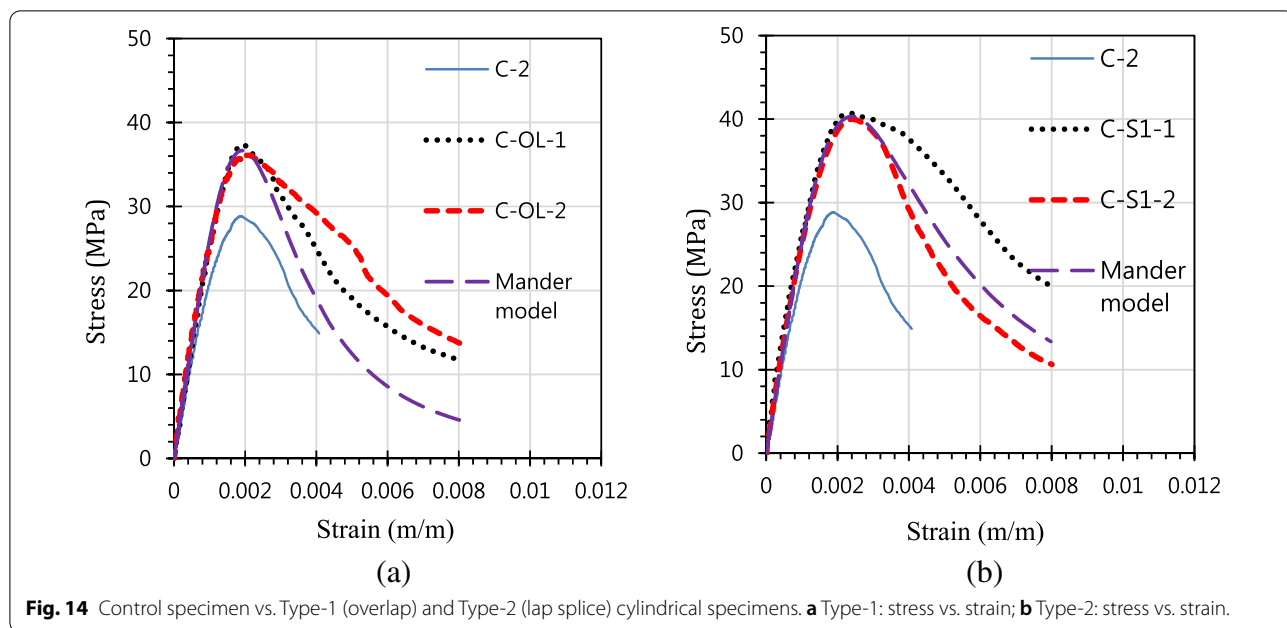 50
40
30
20
10
0
Stress (MPa)
0 0.002 0.004 0.006 0.008 0.01 0.012
Strain (m/m)
C-2
C-OL-1
C-OL-2
Mander
model
(a)
50
40
30
20
10
0
Stress (MPa)
0 0.002 0.004 0.006 0.008 0.01 0.012
Strain (m/m)
C-2
C-S1-1
C-S1-2
Mander
model
(b)
Fig. 14 Control specimen vs. Type-1 (overlap) and Type-2 (lap splice) cylindrical specimens. a Type-1: stress vs. strain; b Type-2: stress vs. strain.